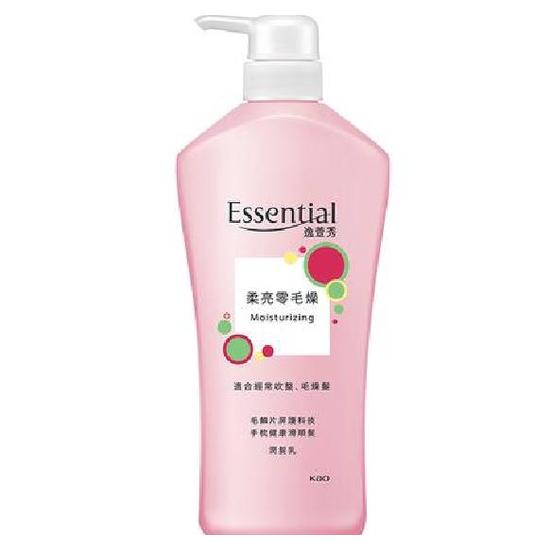 Essential
逸萱秀
柔亮零毛燥
Moisturizing
適合經常吹整、毛燥髮
毛鱗片屏護科技
手梳健康滑順髮
潤髮乳
Kao